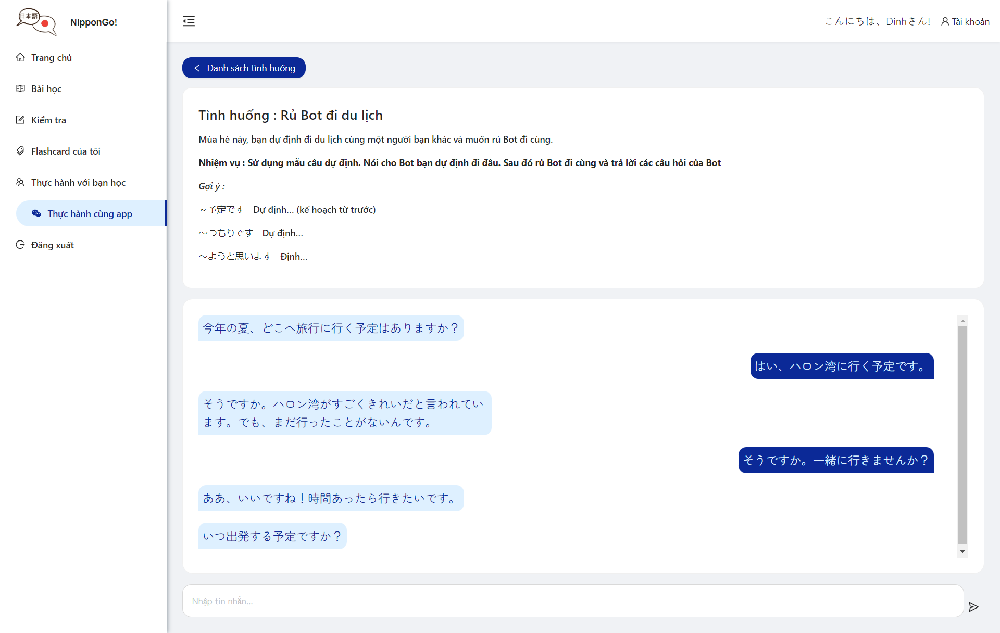 日本語
NipponGo!
こんにちは、Dinhさん!
Tài khoản
Trang chủ
Bài học
Kiểm tra
Flashcard của tôi
Thực hành với bạn học
Thực hành cùng app
Đăng xuất
Danh sách tình huống
Tình huống : Rủ Bot đi du lịch
Mùa hè này, bạn dự định đi du lịch cùng một người bạn khác và muốn rủ Bot đi cùng.
Nhiệm vụ : Sử dụng mẫu câu dự định. Nói cho Bot bạn dự định đi đâu. Sau đó rủ Bot đi cùng và trả lời các câu hỏi của Bot
Gợi ý :
～予定です　Dự định... (kế hoạch từ trước)
～つもりです　Dự định...
～ようと思います　Định...
今年の夏、どこへ旅行に行く予定はありますか？
はい、ハロン湾に行く予定です。
そうですか。ハロン湾がすごくきれいだと言われてい
ます。でも、まだ行ったことがないんです。
そうですか。一緒に行きませんか？
ああ、いいですね！時間あったら行きたいです。
いつ出発する予定ですか？
Nhập tin nhắn...